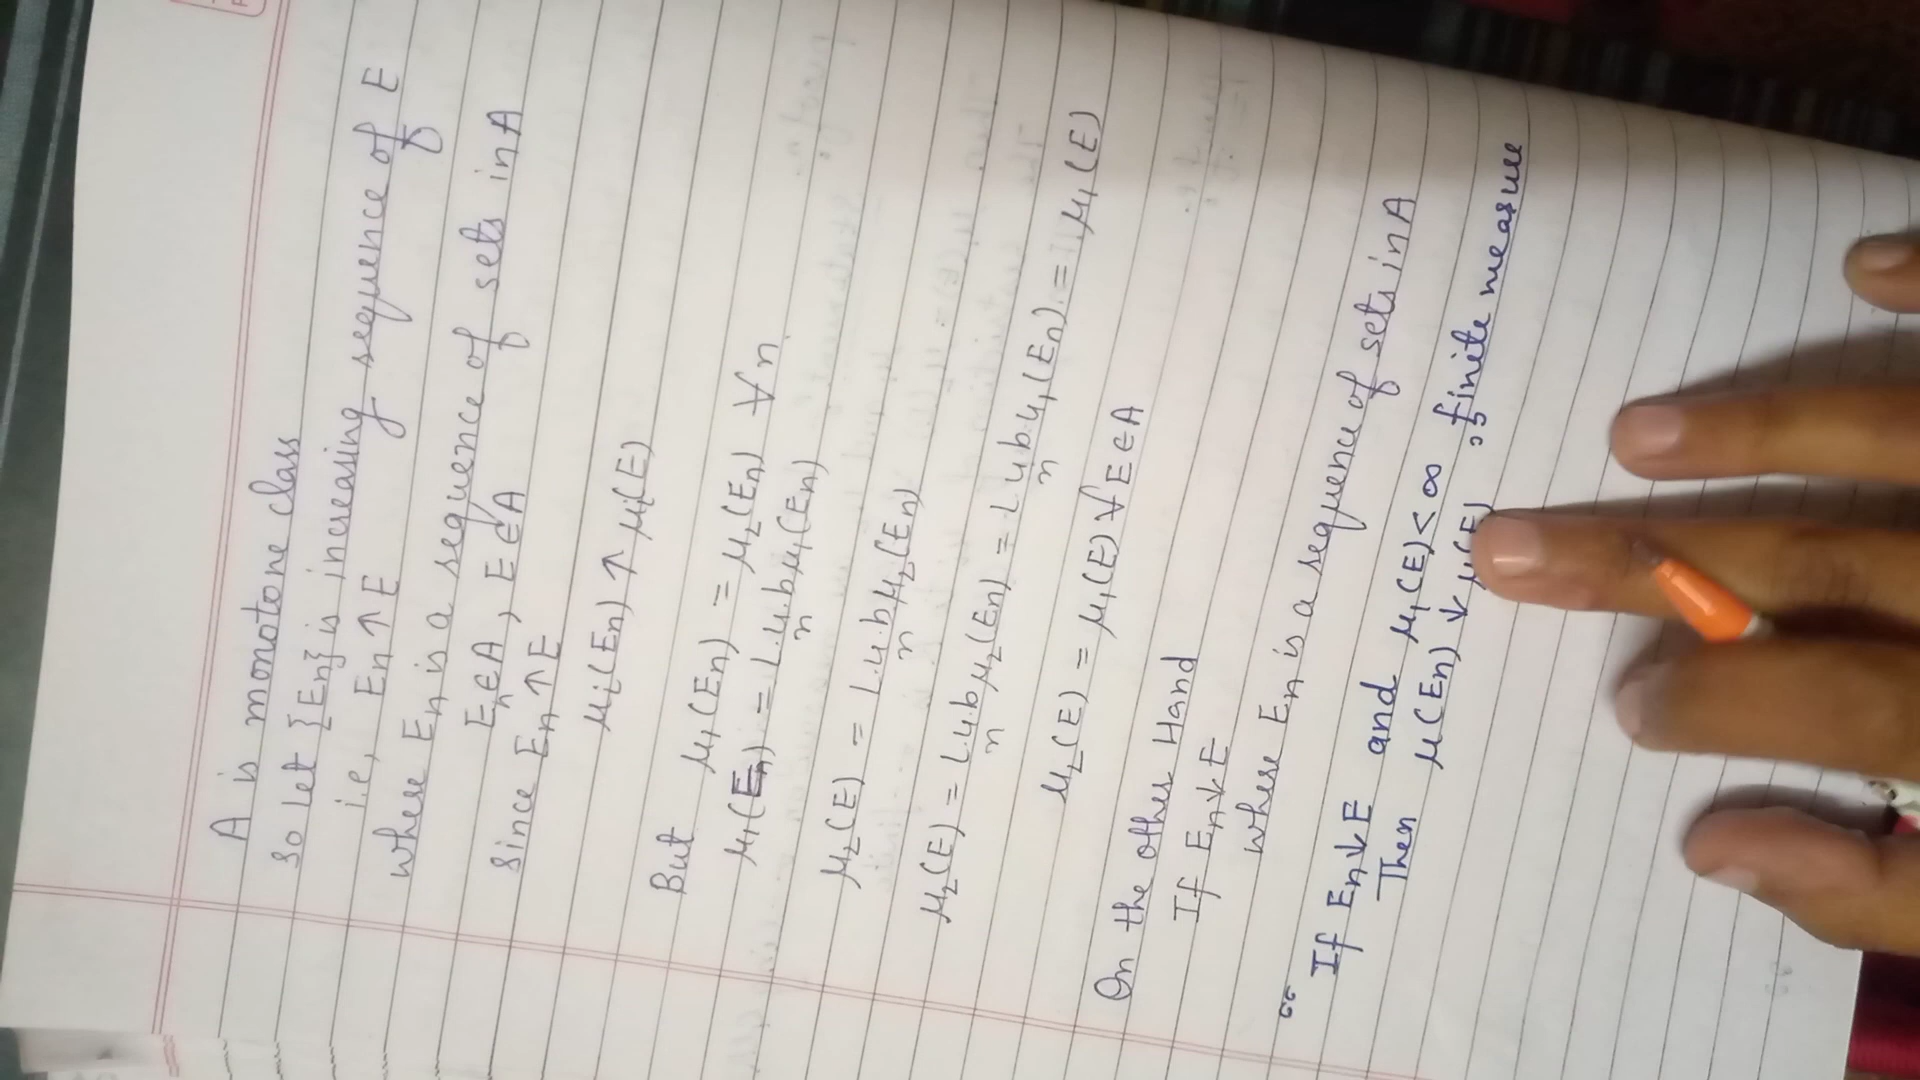 A is monotone class
So let {En} is increasing sequence of E
i.e, En ↑ E
where En is a sequence of sets in A
En ∈ A, E ∈ A
Since En ↑ E
μi(En) ↑ μi(E)
But μ1(En) = μ2(En) ∀ n
μ1(En) = L.u.b μ1(En)
n
μ2(E) = L.u.b μ2(En)
n
μ2(E) = L.u.b μ2(En) = L.u.b μ1(En) = μ1(E)
n n
μ2(E) = μ1(E) ∀ E ∈ A
On the other Hand
If En ↓ E
where En is a sequence of sets in A
“ If En ↓ E and μ1(E) < ∞ ; finite measure
Then μ(En) ↓ μ(E)